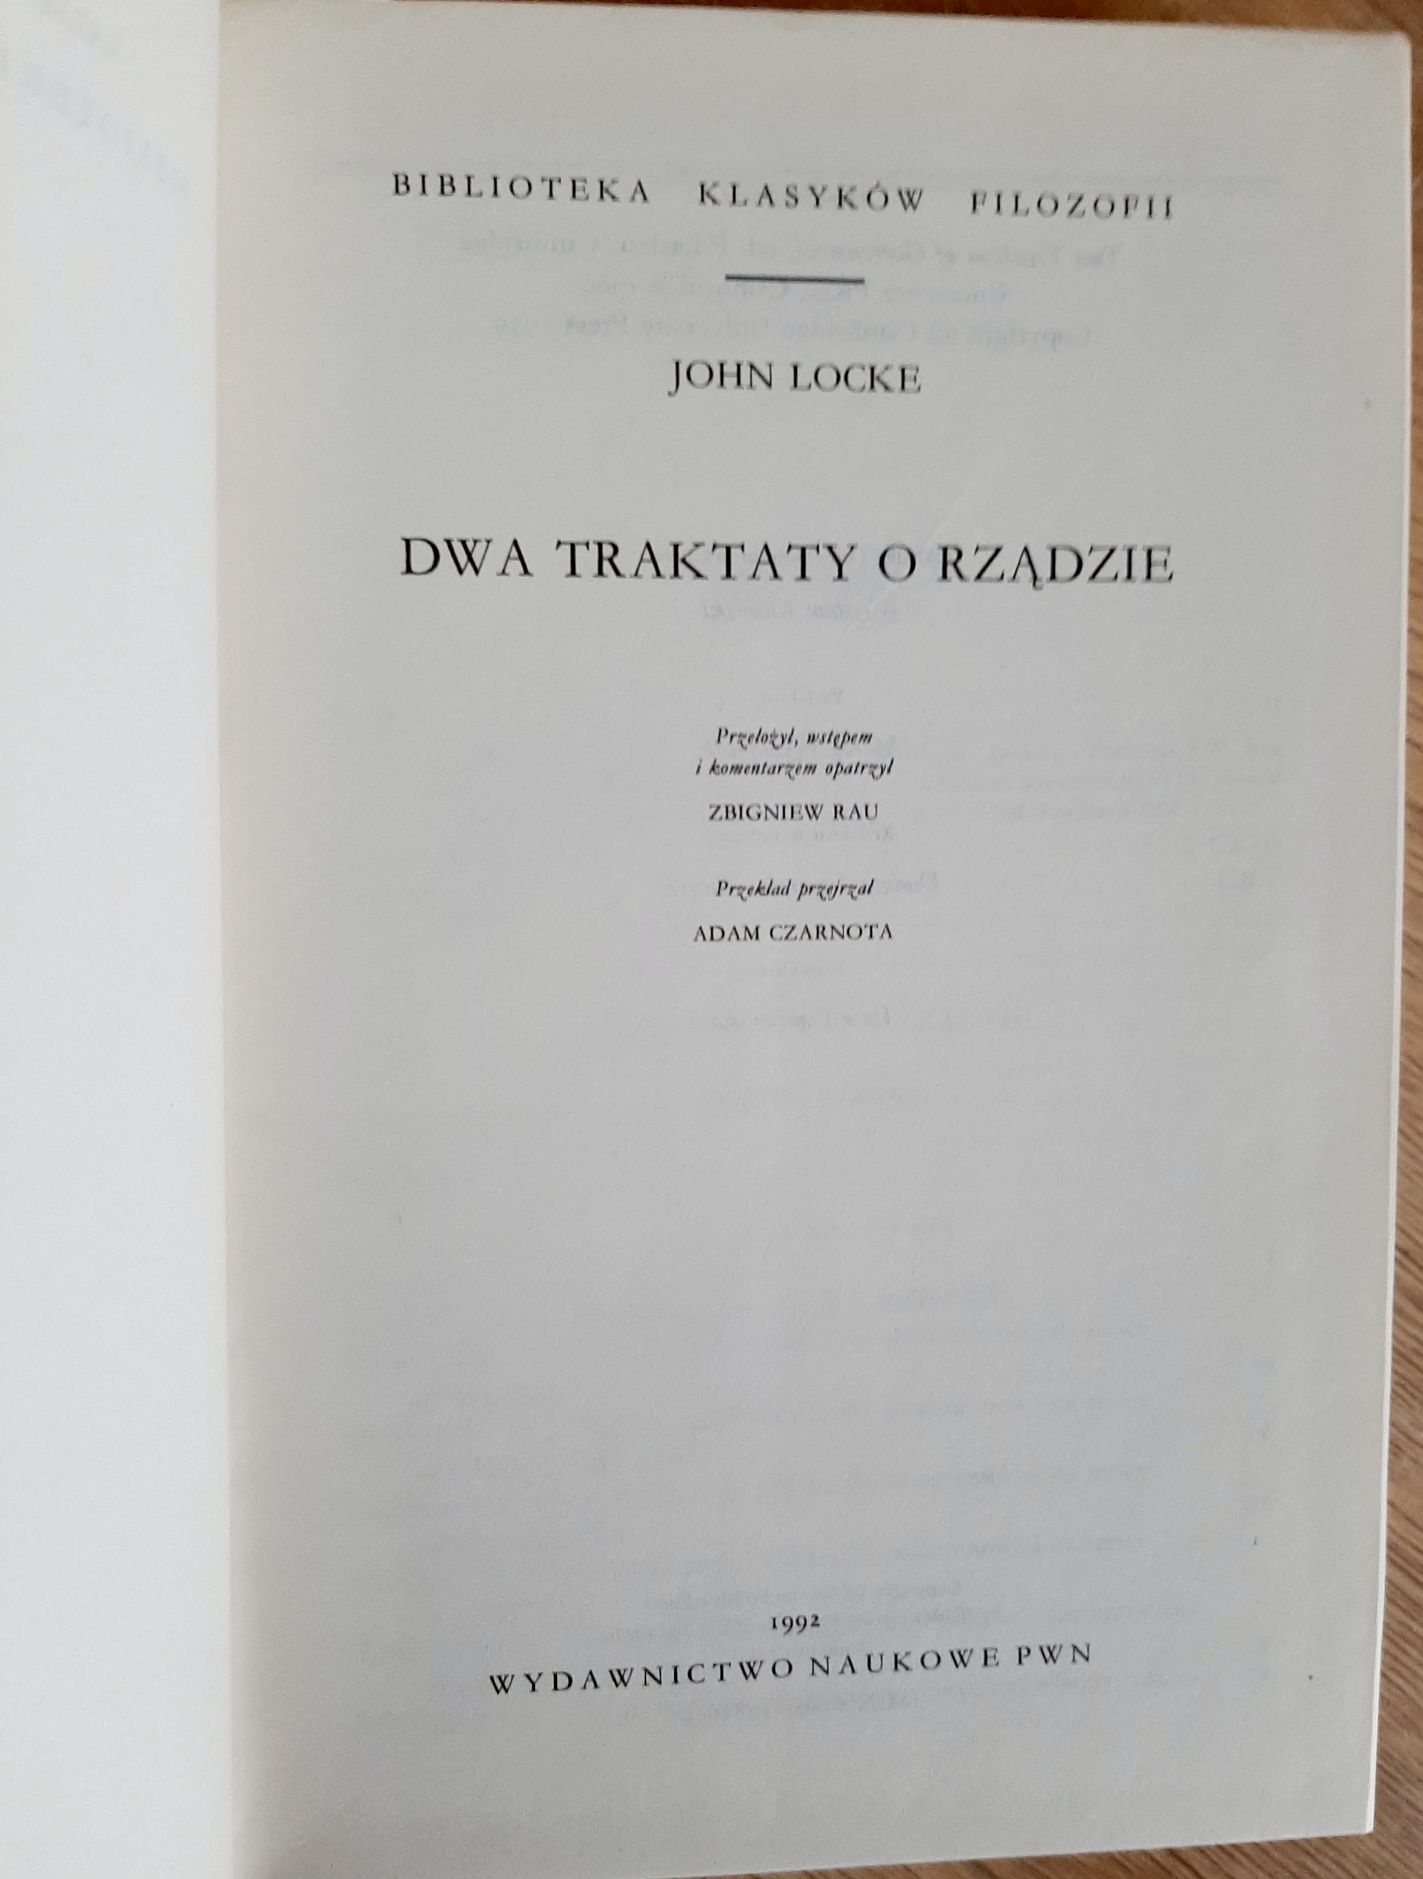 BIBLIOTEKA KLASYKÓW FILOZOFII
JOHN LOCKE
DWA TRAKTATY O RZĄDZIE
Przełożył, wstępem
i komentarzem opatrzył
ZBIGNIEW RAU
Przekład przejrzał
ADAM CZARNOTA
1992
WYDAWNICTWO NAUKOWE PWN